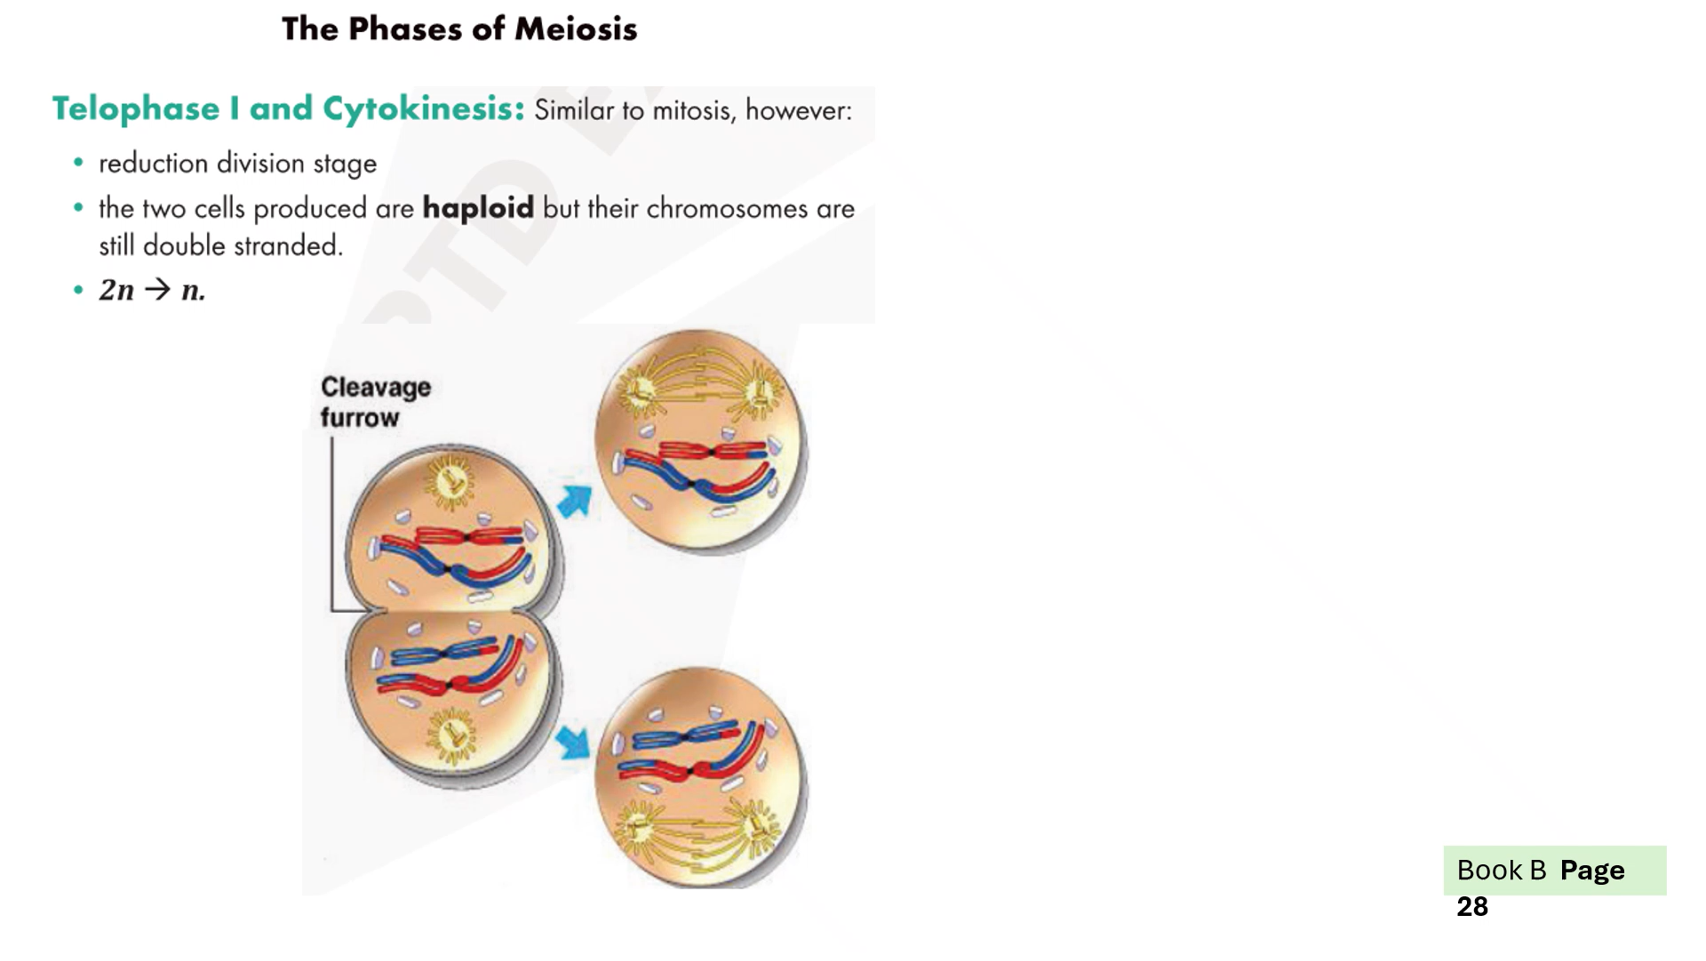 The Phases of Meiosis
Telophase I and Cytokinesis: Similar to mitosis, however:
• reduction division stage
• the two cells produced are haploid but their chromosomes are
still double stranded.
• 2n → n.
Cleavage
furrow
Book B Page
28